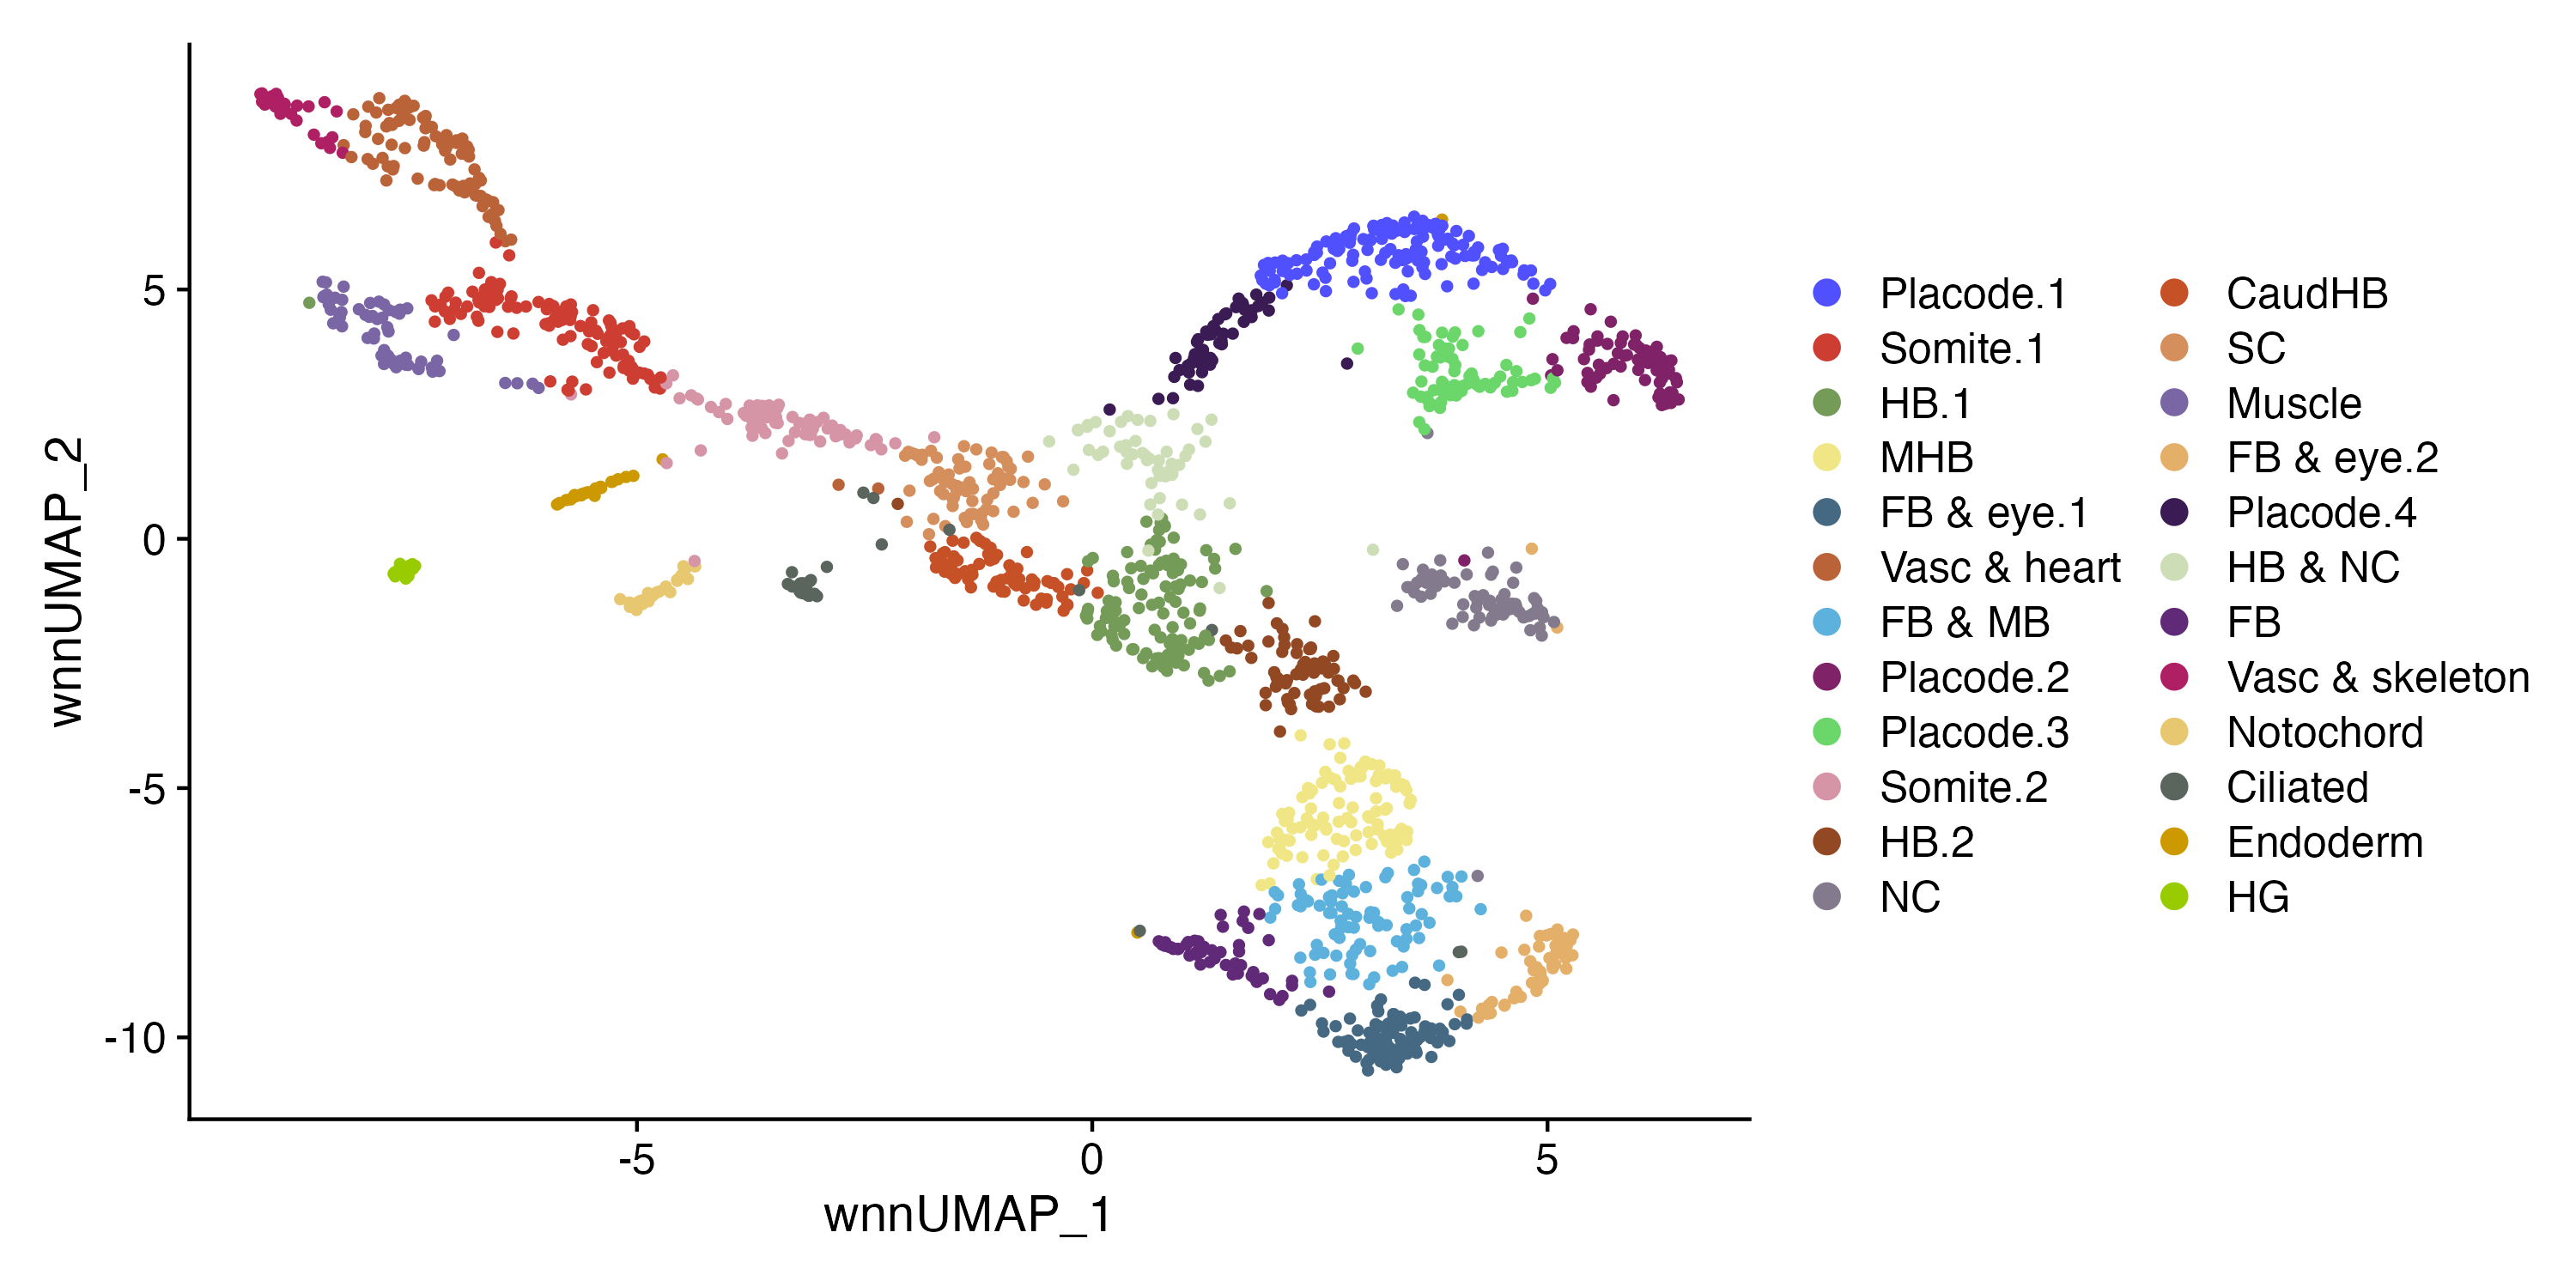 5
0
-5
-10
wnnUMAP_2
-5
0
5
wnnUMAP_1
Placode.1
Somite.1
HB.1
MHB
FB & eye.1
Vasc & heart
FB & MB
Placode.2
Placode.3
Somite.2
HB.2
NC
CaudHB
SC
Muscle
FB & eye.2
Placode.4
HB & NC
FB
Vasc & skeleton
Notochord
Ciliated
Endoderm
HG